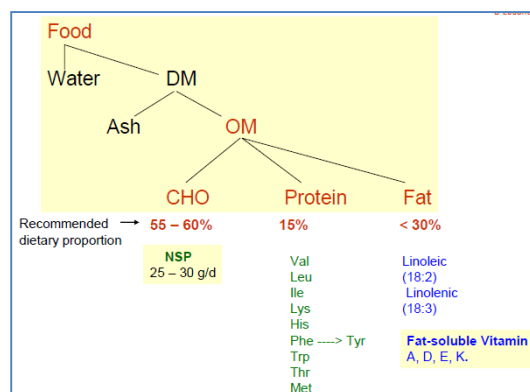 Food
Water DM
Ash OM
CHO Protein Fat
Recommended dietary proportion 55 – 60% 15% < 30%
NSP
25 – 30 g/d
Val
Leu
Ile
Lys
His
Phe ----> Tyr
Trp
Thr
Met
Linoleic
(18:2)
Linolenic
(18:3)
Fat-soluble Vitamin
A, D, E, K.